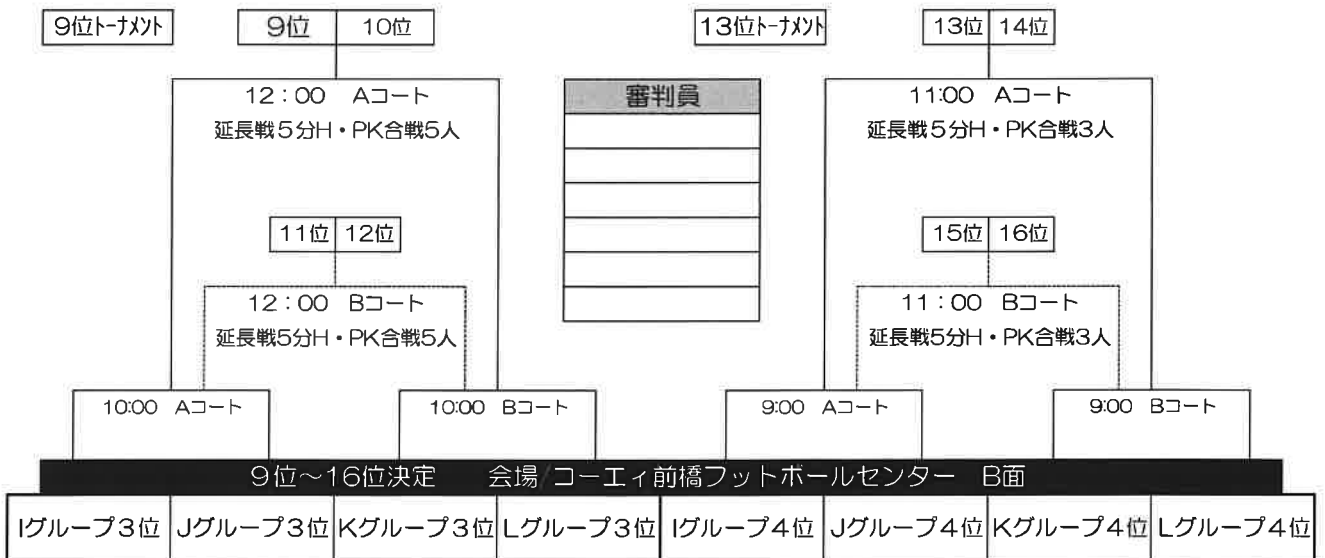 9位トーナメント 9位 10位 13位トーナメント 13位 14位
12：00　Aコート 審判員 11:00　Aコート
延長戦5分H・PK合戦5人 延長戦5分H・PK合戦3人
11位 12位 15位 16位
12：00　Bコート 11：00　Bコート
延長戦5分H・PK合戦5人 延長戦5分H・PK合戦3人
10:00 Aコート 10:00 Bコート 9:00 Aコート 9:00 Bコート
9位～16位決定　　会場/コーエィ前橋フットボールセンター　B面
Iグループ3位 Jグループ3位 Kグループ3位 Lグループ3位 Iグループ4位 Jグループ4位 Kグループ4位 Lグループ4位